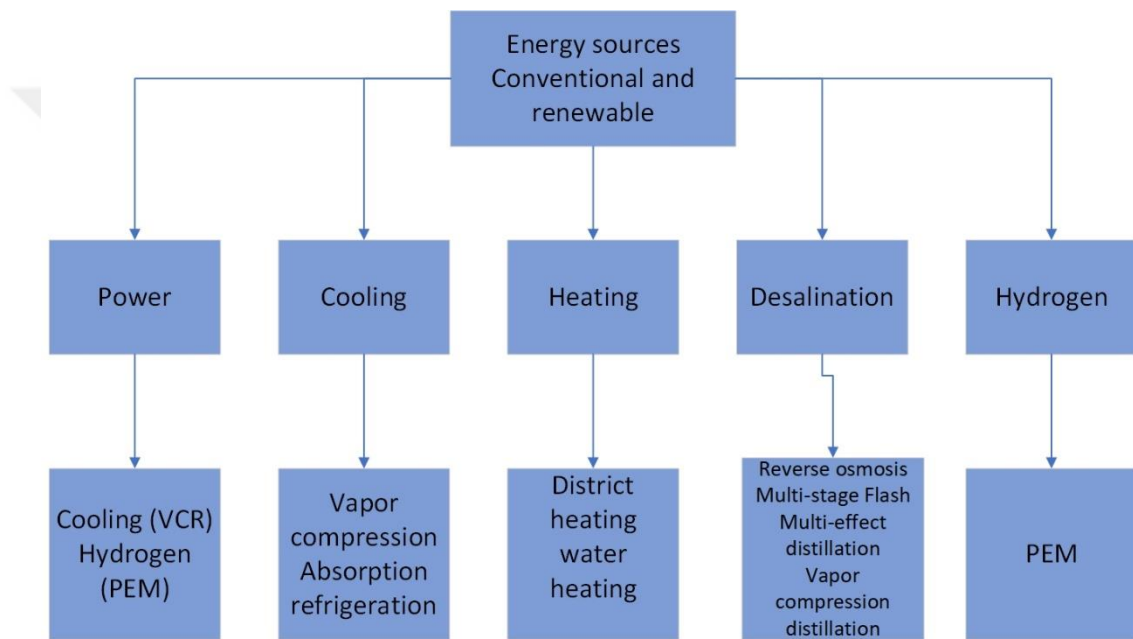 Energy sources
Conventional and
renewable
Power
Cooling
Heating
Desalination
Hydrogen
Cooling (VCR)
Hydrogen
(PEM)
Vapor
compression
Absorption
refrigeration
District
heating
water
heating
Reverse osmosis
Multi-stage Flash
Multi-effect
distillation
Vapor
compression
distillation
PEM